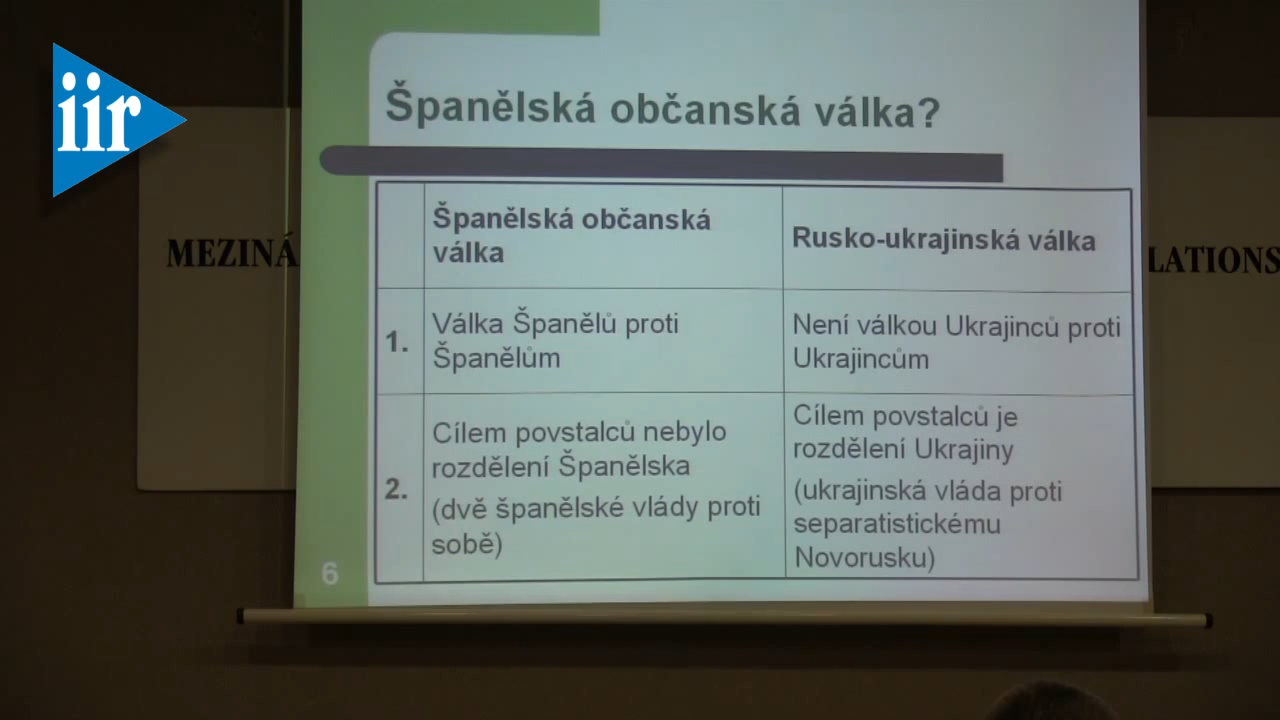 iir
Španělská občanská válka?
MEZINÁ
LATIONS
Španělská občanská
válka
Rusko-ukrajinská válka
1.
Válka Španělů proti
Španělům
Není válkou Ukrajinců proti
Ukrajincům
2.
Cílem povstalců nebylo
rozdělení Španělska
(dvě španělské vlády proti
sobě)
Cílem povstalců je
rozdělení Ukrajiny
(ukrajinská vláda proti
separatistickému
Novorusku)
6